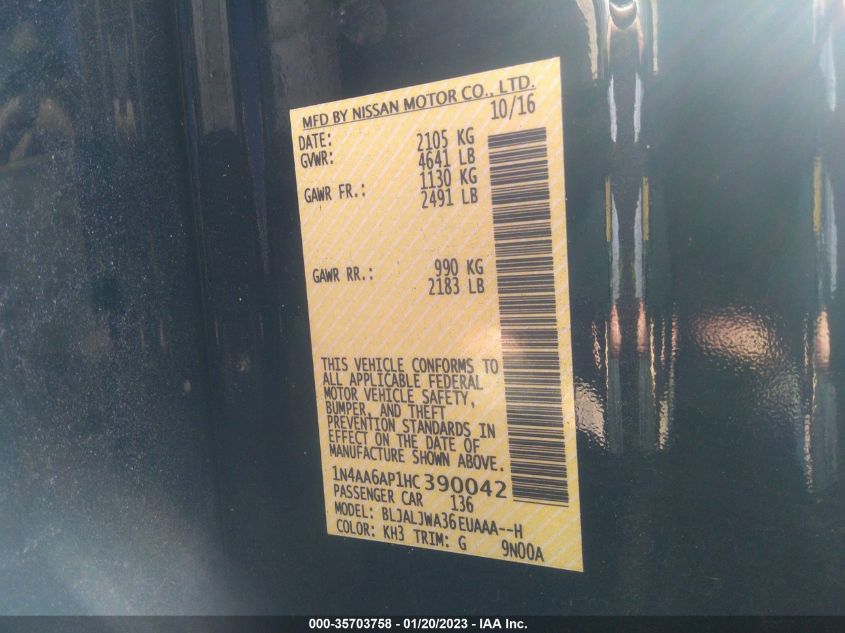 MFD BY NISSAN MOTOR CO., LTD.
DATE: 10/16
GVWR: 2105 KG
4641 LB
GAWR FR.: 1130 KG
2491 LB
GAWR RR.: 990 KG
2183 LB
THIS VEHICLE CONFORMS TO
ALL APPLICABLE FEDERAL
MOTOR VEHICLE SAFETY,
BUMPER, AND THEFT
PREVENTION STANDARDS IN
EFFECT ON THE DATE OF
MANUFACTURE SHOWN ABOVE.
1N4AA6AP1HC390042
PASSENGER CAR 136
MODEL: BLJALJWA36EUAAA--H
COLOR: KH3 TRIM: G 9N00A
000-35703758 - 01/20/2023 - IAA Inc.